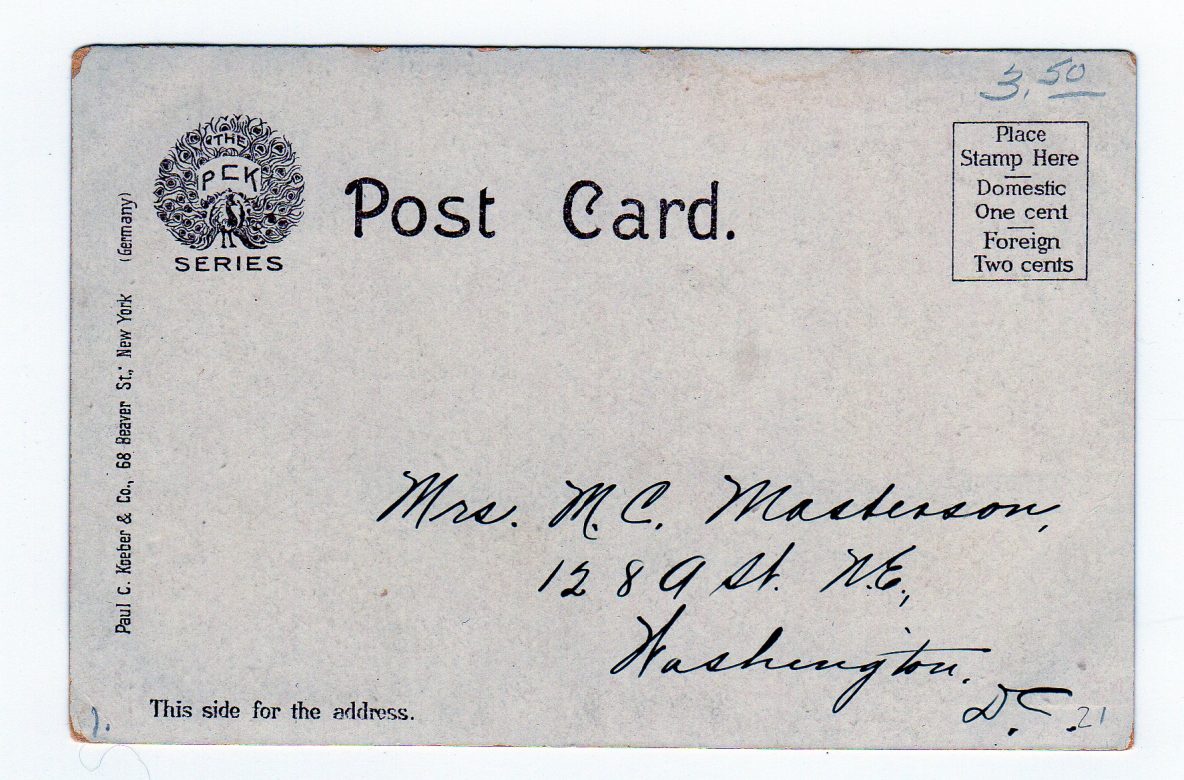 3.50
THE
PCK
SERIES
Post Card.
Place
Stamp Here
Domestic
One cent
Foreign
Two cents
Paul C. Koeber & Co., 68 Beaver St., New York (Germany)
Mrs. M. C. Masterson,
128 A St. N.E.,
Washington,
D.C.
21
This side for the address.
1.